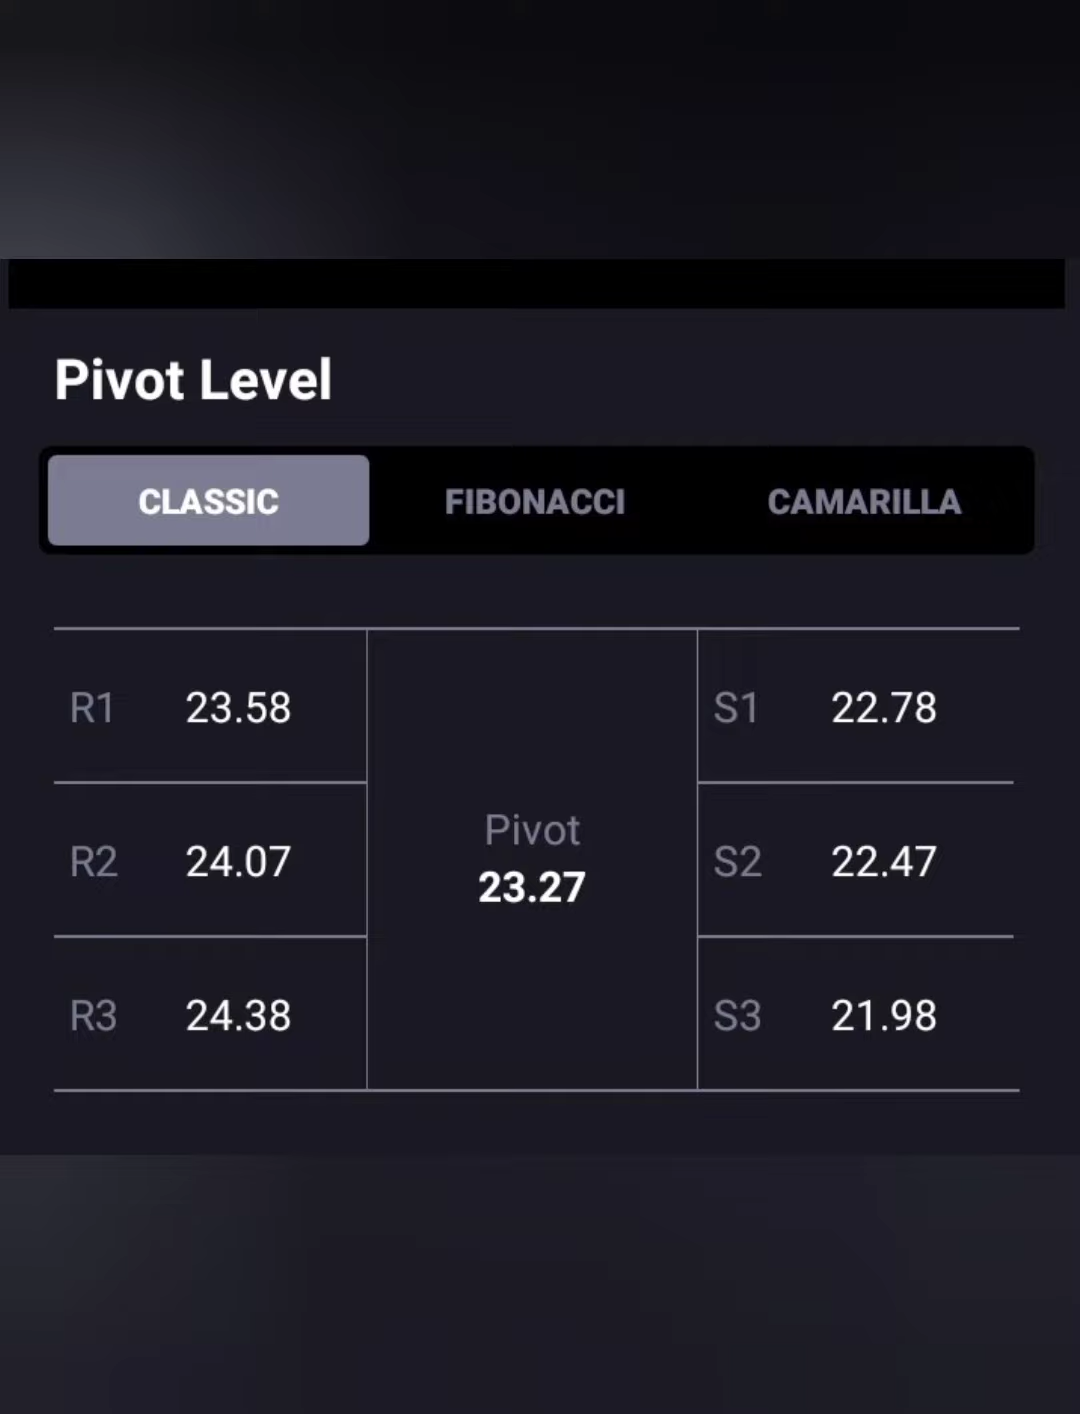 Pivot Level
CLASSIC FIBONACCI CAMARILLA
R1 23.58
R2 24.07
R3 24.38
Pivot
23.27
S1 22.78
S2 22.47
S3 21.98